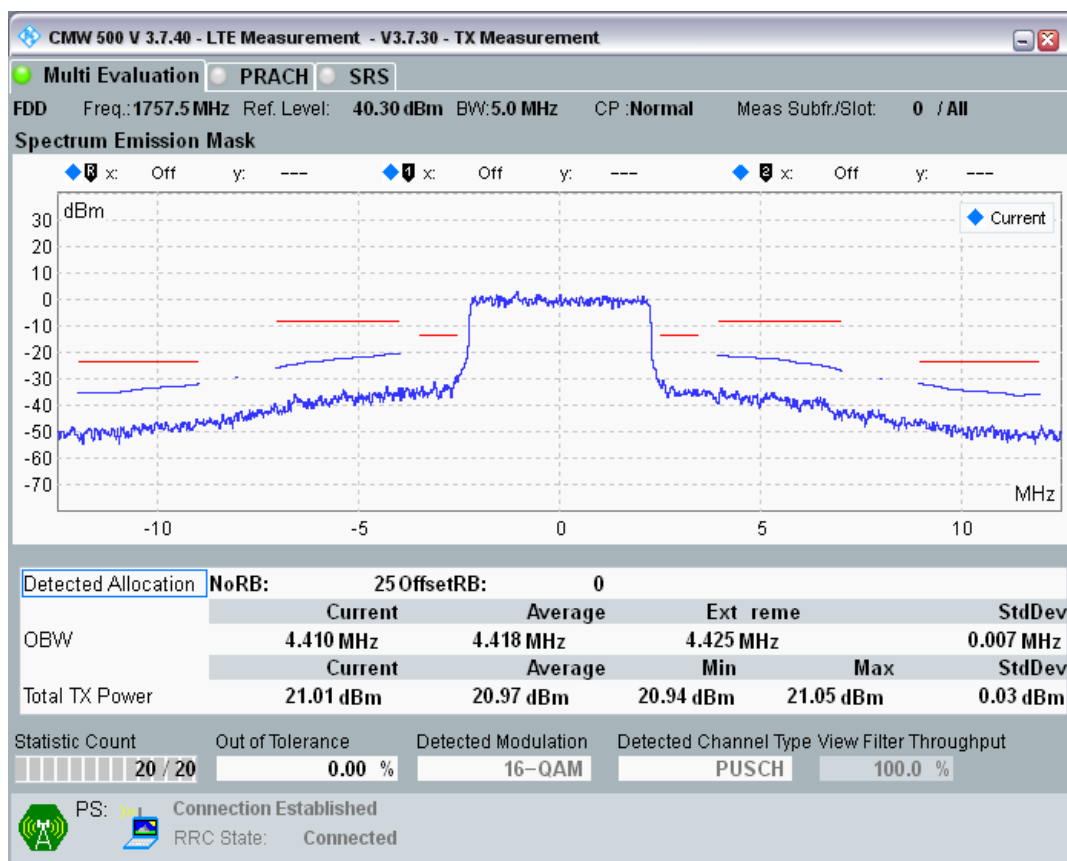 CMW 500 V 3.7.40 - LTE Measurement - V3.7.30 - TX Measurement
Multi Evaluation PRACH SRS
FDD Freq.: 1757.5 MHz Ref. Level: 40.30 dBm BW: 5.0 MHz CP : Normal Meas Subfr./Slot: 0 / All
Spectrum Emission Mask
R x: Off y: --- 1 x: Off y: --- 2 x: Off y: ---
dBm
Current
30
20
10
0
-10
-20
-30
-40
-50
-60
-70
MHz
-10 -5 0 5 10
Detected Allocation NoRB: 25 OffsetRB: 0
Current Average Ext reme StdDev
OBW 4.410 MHz 4.418 MHz 4.425 MHz 0.007 MHz
Current Average Min Max StdDev
Total TX Power 21.01 dBm 20.97 dBm 20.94 dBm 21.05 dBm 0.03 dBm
Statistic Count Out of Tolerance Detected Modulation Detected Channel Type View Filter Throughput
20 / 20 0.00 % 16-QAM PUSCH 100.0 %
PS: Connection Established
RRC State: Connected